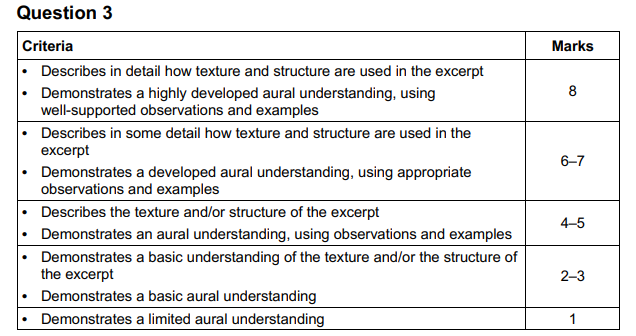 Question 3
Criteria Marks
• Describes in detail how texture and structure are used in the excerpt
• Demonstrates a highly developed aural understanding, using
well-supported observations and examples
8
• Describes in some detail how texture and structure are used in the
excerpt
• Demonstrates a developed aural understanding, using appropriate
observations and examples
6–7
• Describes the texture and/or structure of the excerpt
• Demonstrates an aural understanding, using observations and examples
4–5
• Demonstrates a basic understanding of the texture and/or the structure of
the excerpt
• Demonstrates a basic aural understanding
2–3
• Demonstrates a limited aural understanding 1